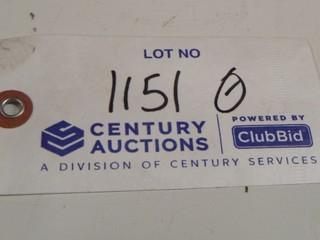 LOT NO
1151 0
CENTURY AUCTIONS
POWERED BY
ClubBid
A DIVISION OF CENTURY SERVICES